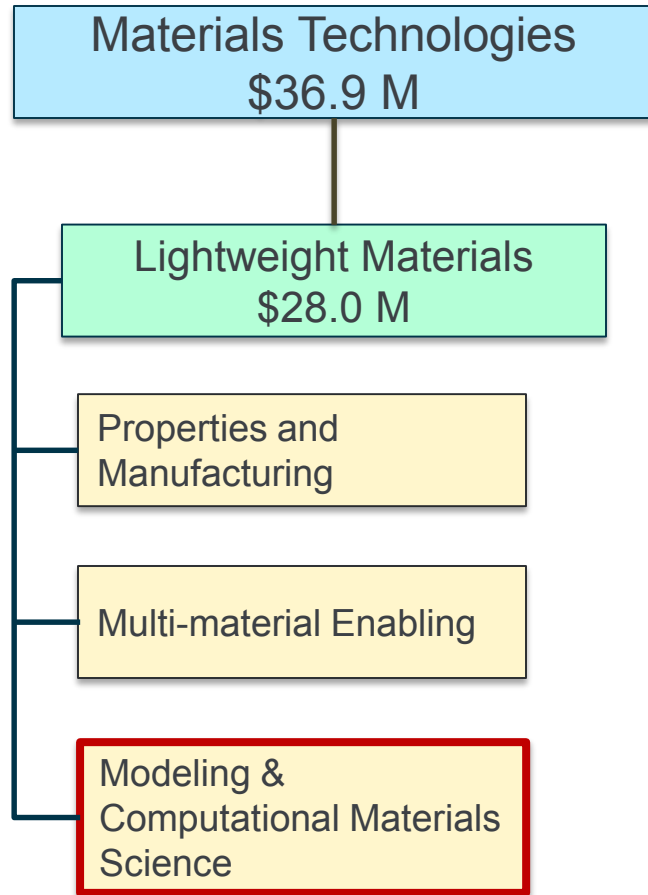 Materials Technologies
$36.9 M
Lightweight Materials
$28.0 M
Properties and
Manufacturing
Multi-material Enabling
Modeling &
Computational Materials
Science